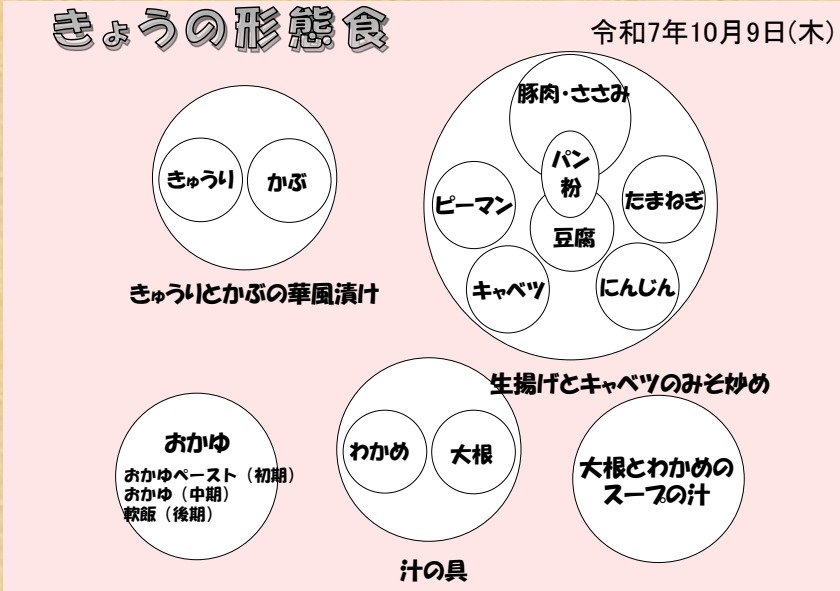 きょうの形態食
令和7年10月9日(木)
きゅうり
かぶ
きゅうりとかぶの華風漬け
豚肉・ささみ
パン
粉
ピーマン
たまねぎ
豆腐
キャベツ
にんじん
生揚げとキャベツのみそ炒め
おかゆ
おかゆペースト（初期）
おかゆ（中期）
軟飯（後期）
わかめ
大根
汁の具
大根とわかめの
スープの汁